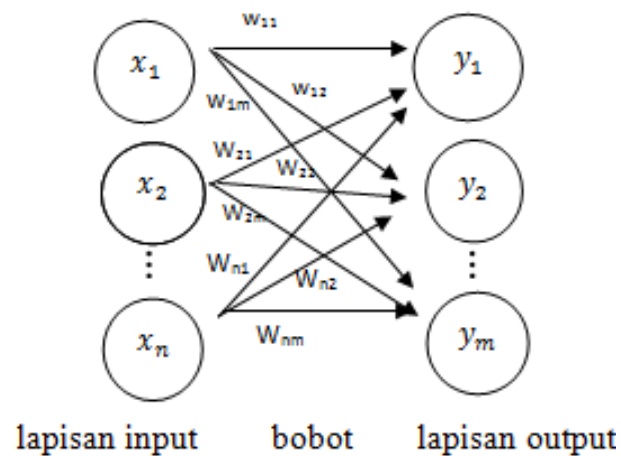 w₁₁
x₁
y₁
w₁₂
W₁ₘ
W₂₁
W₂₂
x₂
y₂
W₂ₘ
⋮
⋮
Wₙ₁
Wₙ₂
xₙ
yₘ
Wₙₘ
lapisan input bobot lapisan output